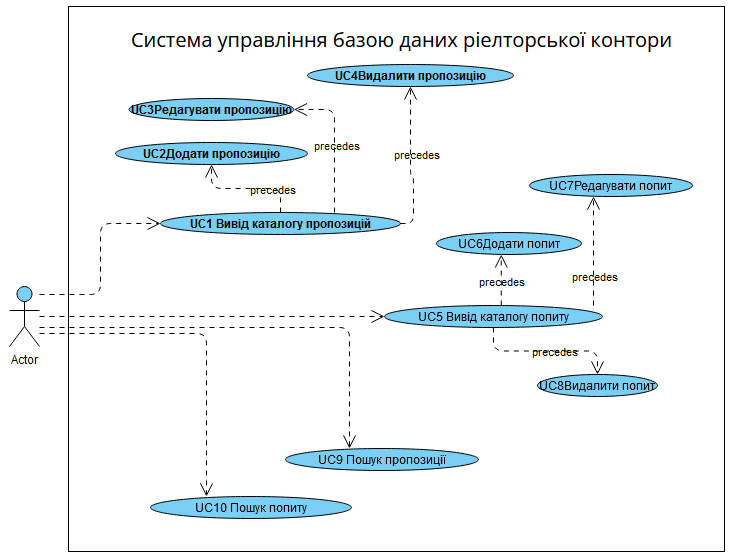 Система управління базою даних рієлторської контори
UC4Видалити пропозицію
UC3Редагувати пропозицію
precedes
precedes
UC2Додати пропозицію
precedes
UC7Редагувати попит
UC1 Вивід каталогу пропозицій
UC6Додати попит
precedes
precedes
UC5 Вивід каталогу попиту
Actor
precedes
UC8Видалити попит
UC9 Пошук пропозиції
UC10 Пошук попиту